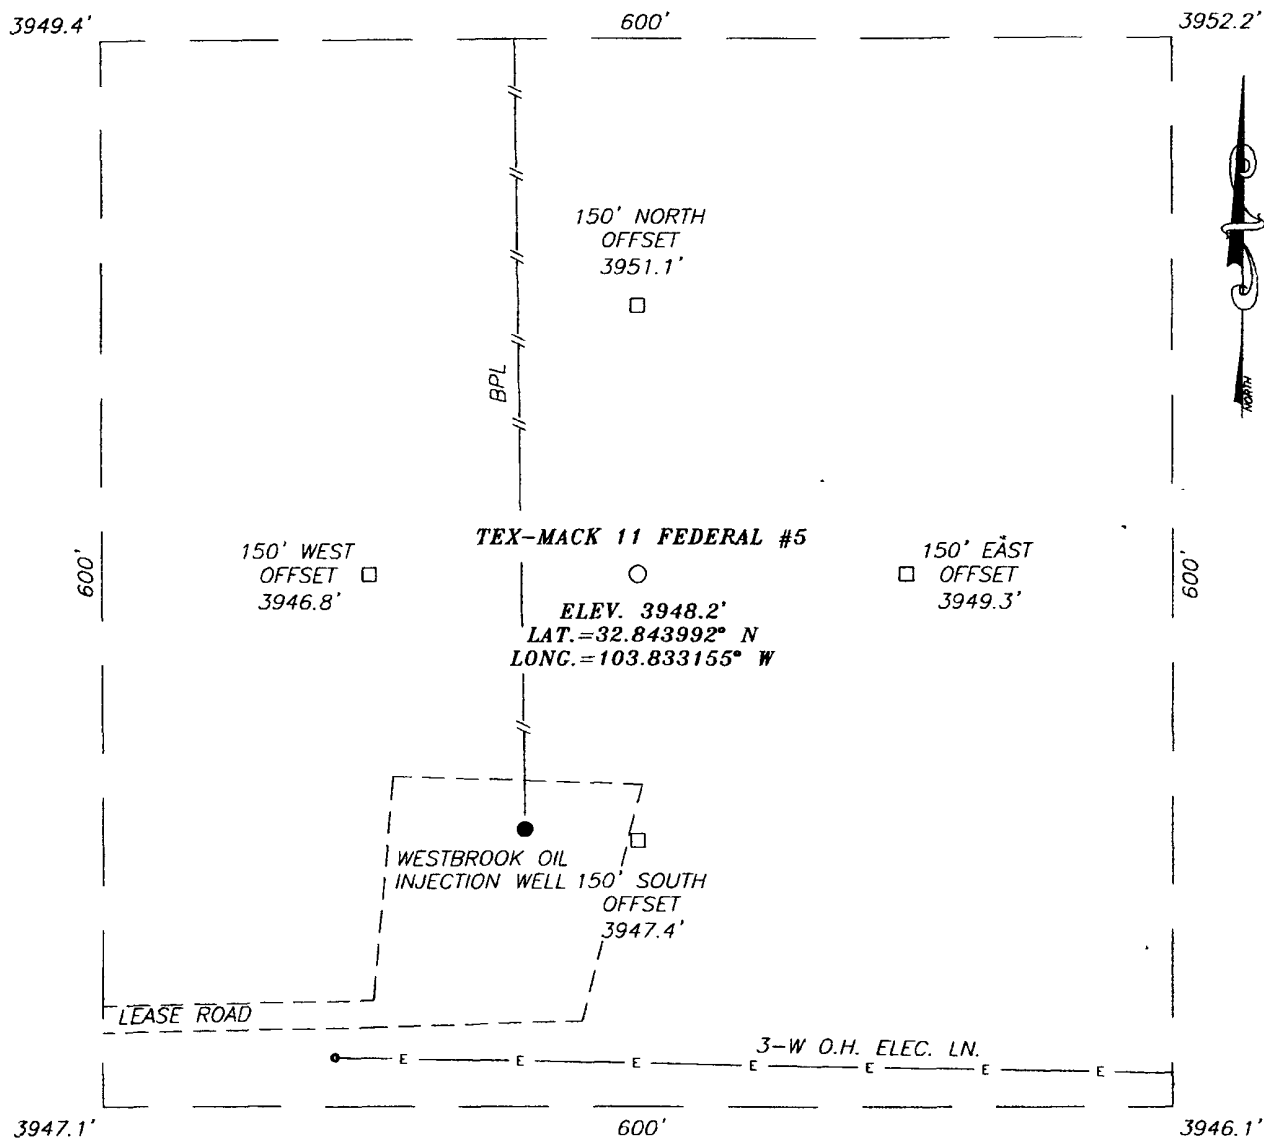 3949.4'
600'
3952.2'
150' NORTH
OFFSET
3951.1'
NORTH
BPL
TEX-MACK 11 FEDERAL #5
600'
150' WEST
OFFSET
3946.8'
150' EAST
OFFSET
3949.3'
600'
ELEV. 3948.2'
LAT.=32.843992° N
LONG.=103.833155° W
WESTBROOK OIL
INJECTION WELL
150' SOUTH
OFFSET
3947.4'
LEASE ROAD
3-W O.H. ELEC. LN.
E E E E E E E
3947.1'
600'
3946.1'